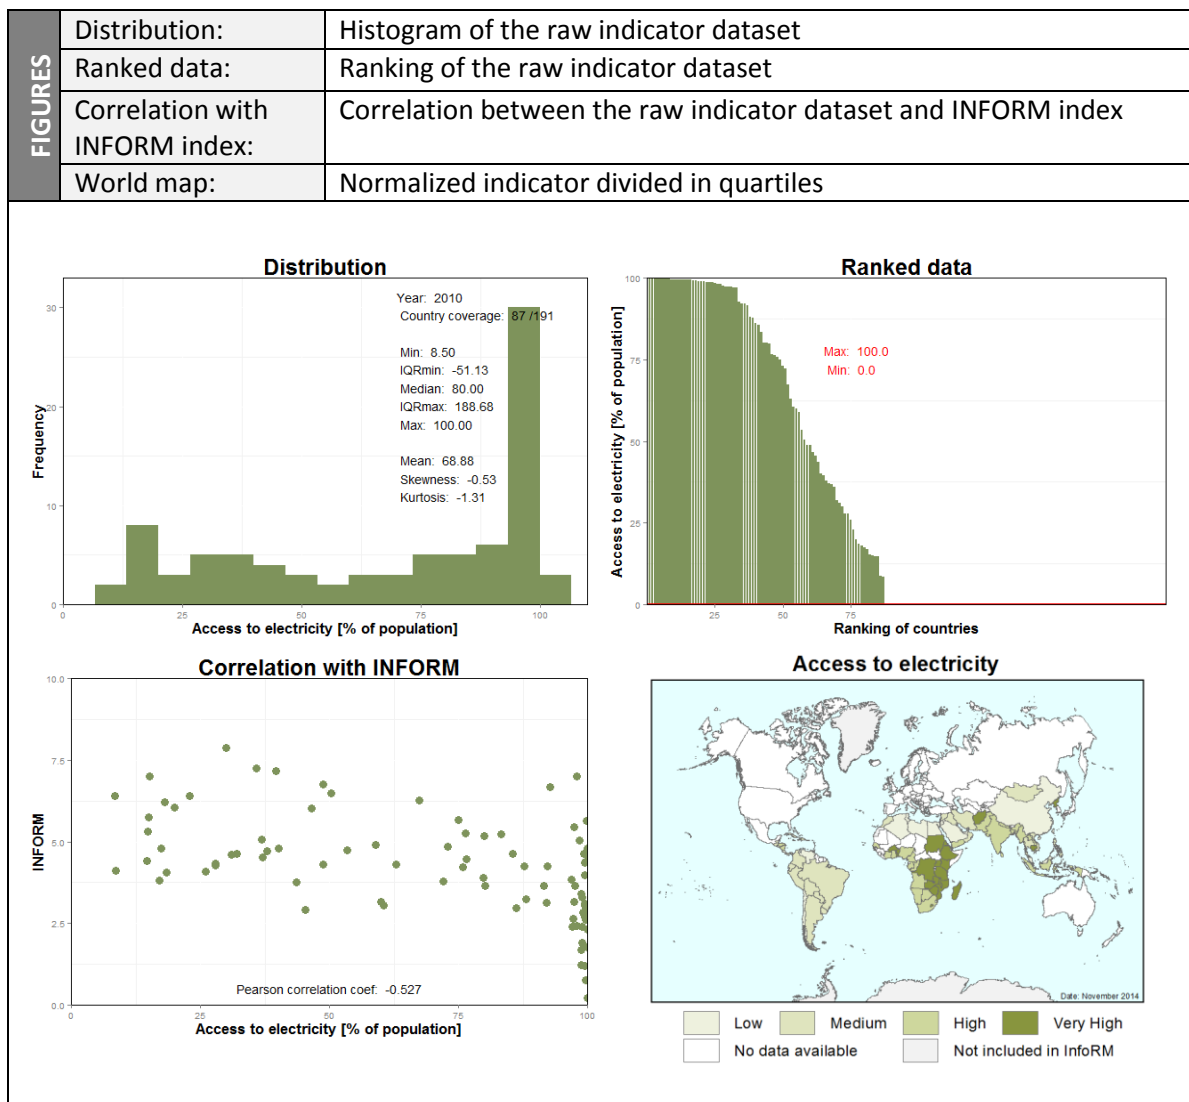 FIGURES
Distribution: Histogram of the raw indicator dataset
Ranked data: Ranking of the raw indicator dataset
Correlation with Correlation between the raw indicator dataset and INFORM index
INFORM index:
World map: Normalized indicator divided in quartiles
Distribution
Year: 2010
Country coverage: 87 /191
Min: 8.50
IQRmin: -51.13
Median: 80.00
IQRmax: 188.68
Max: 100.00
Mean: 68.88
Skewness: -0.53
Kurtosis: -1.31
Frequency
30
20
10
0
0 25 50 75 100
Access to electricity [% of population]
Ranked data
Max: 100.0
Min: 0.0
Access to electricity [% of population]
100
75
50
25
0
25 50 75
Ranking of countries
Correlation with INFORM
INFORM
10.0
7.5
5.0
2.5
0.0
Pearson correlation coef: -0.527
0 25 50 75 100
Access to electricity [% of population]
Access to electricity
Date: November 2014
Low Medium High Very High
No data available Not included in InfoRM